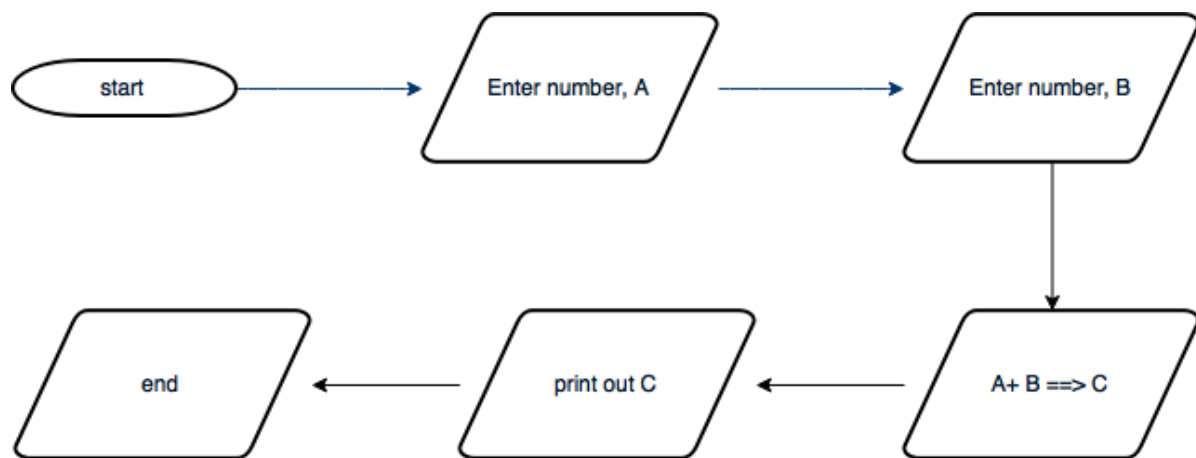 start
Enter number, A
Enter number, B
A+ B ==> C
print out C
end